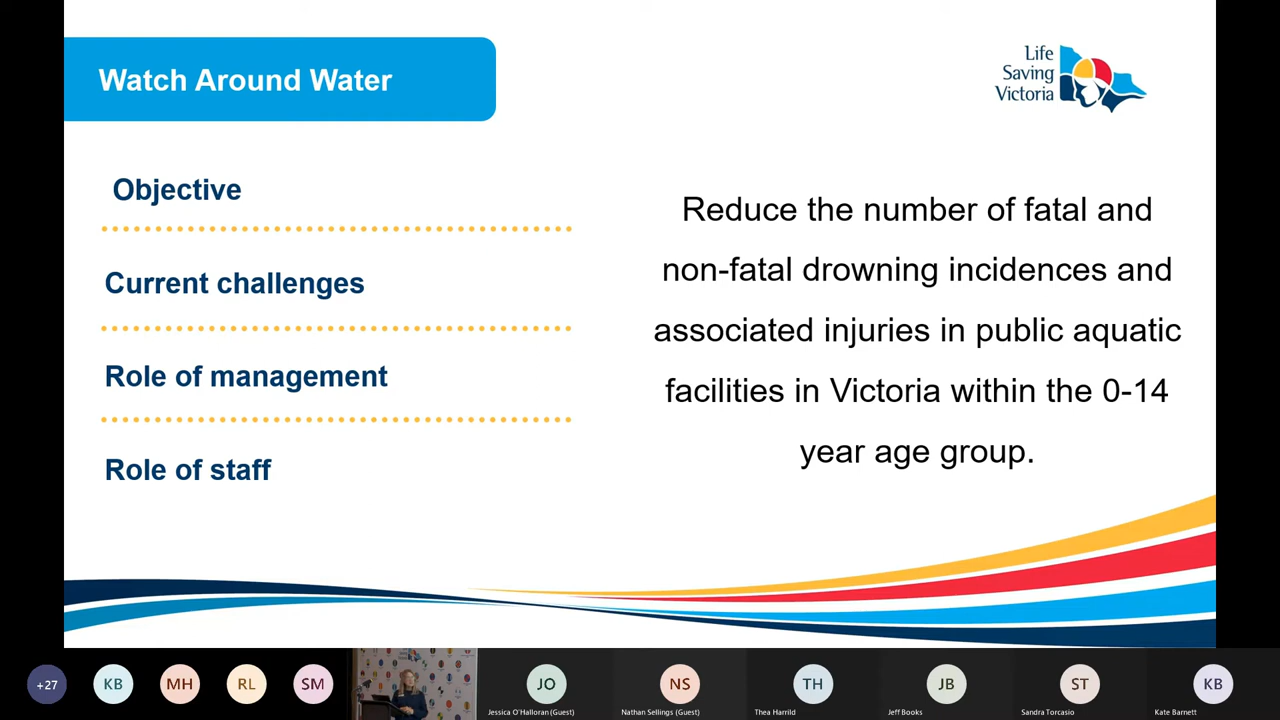 Watch Around Water
Life
Saving
Victoria
Objective
Current challenges
Role of management
Role of staff
Reduce the number of fatal and
non-fatal drowning incidences and
associated injuries in public aquatic
facilities in Victoria within the 0-14
year age group.
+27
KB
MH
RL
SM
JO
Jessica O'Halloran (Guest)
NS
Nathan Sellings (Guest)
TH
Thea Harrild
JB
Jeff Books
ST
Sandra Torcasio
KB
Kate Barnett